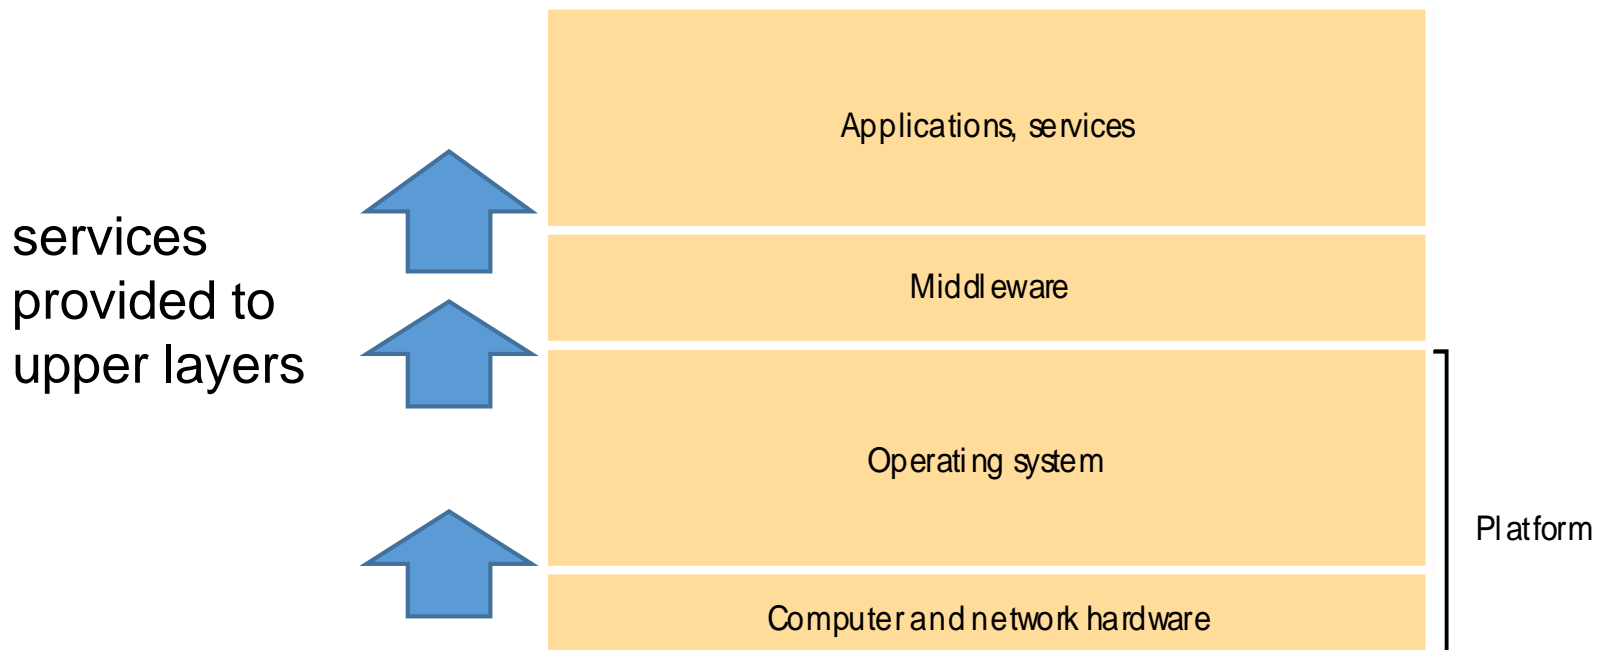 Applications, services
services
provided to
upper layers
Middleware
Operating system
Platform
Computer and network hardware